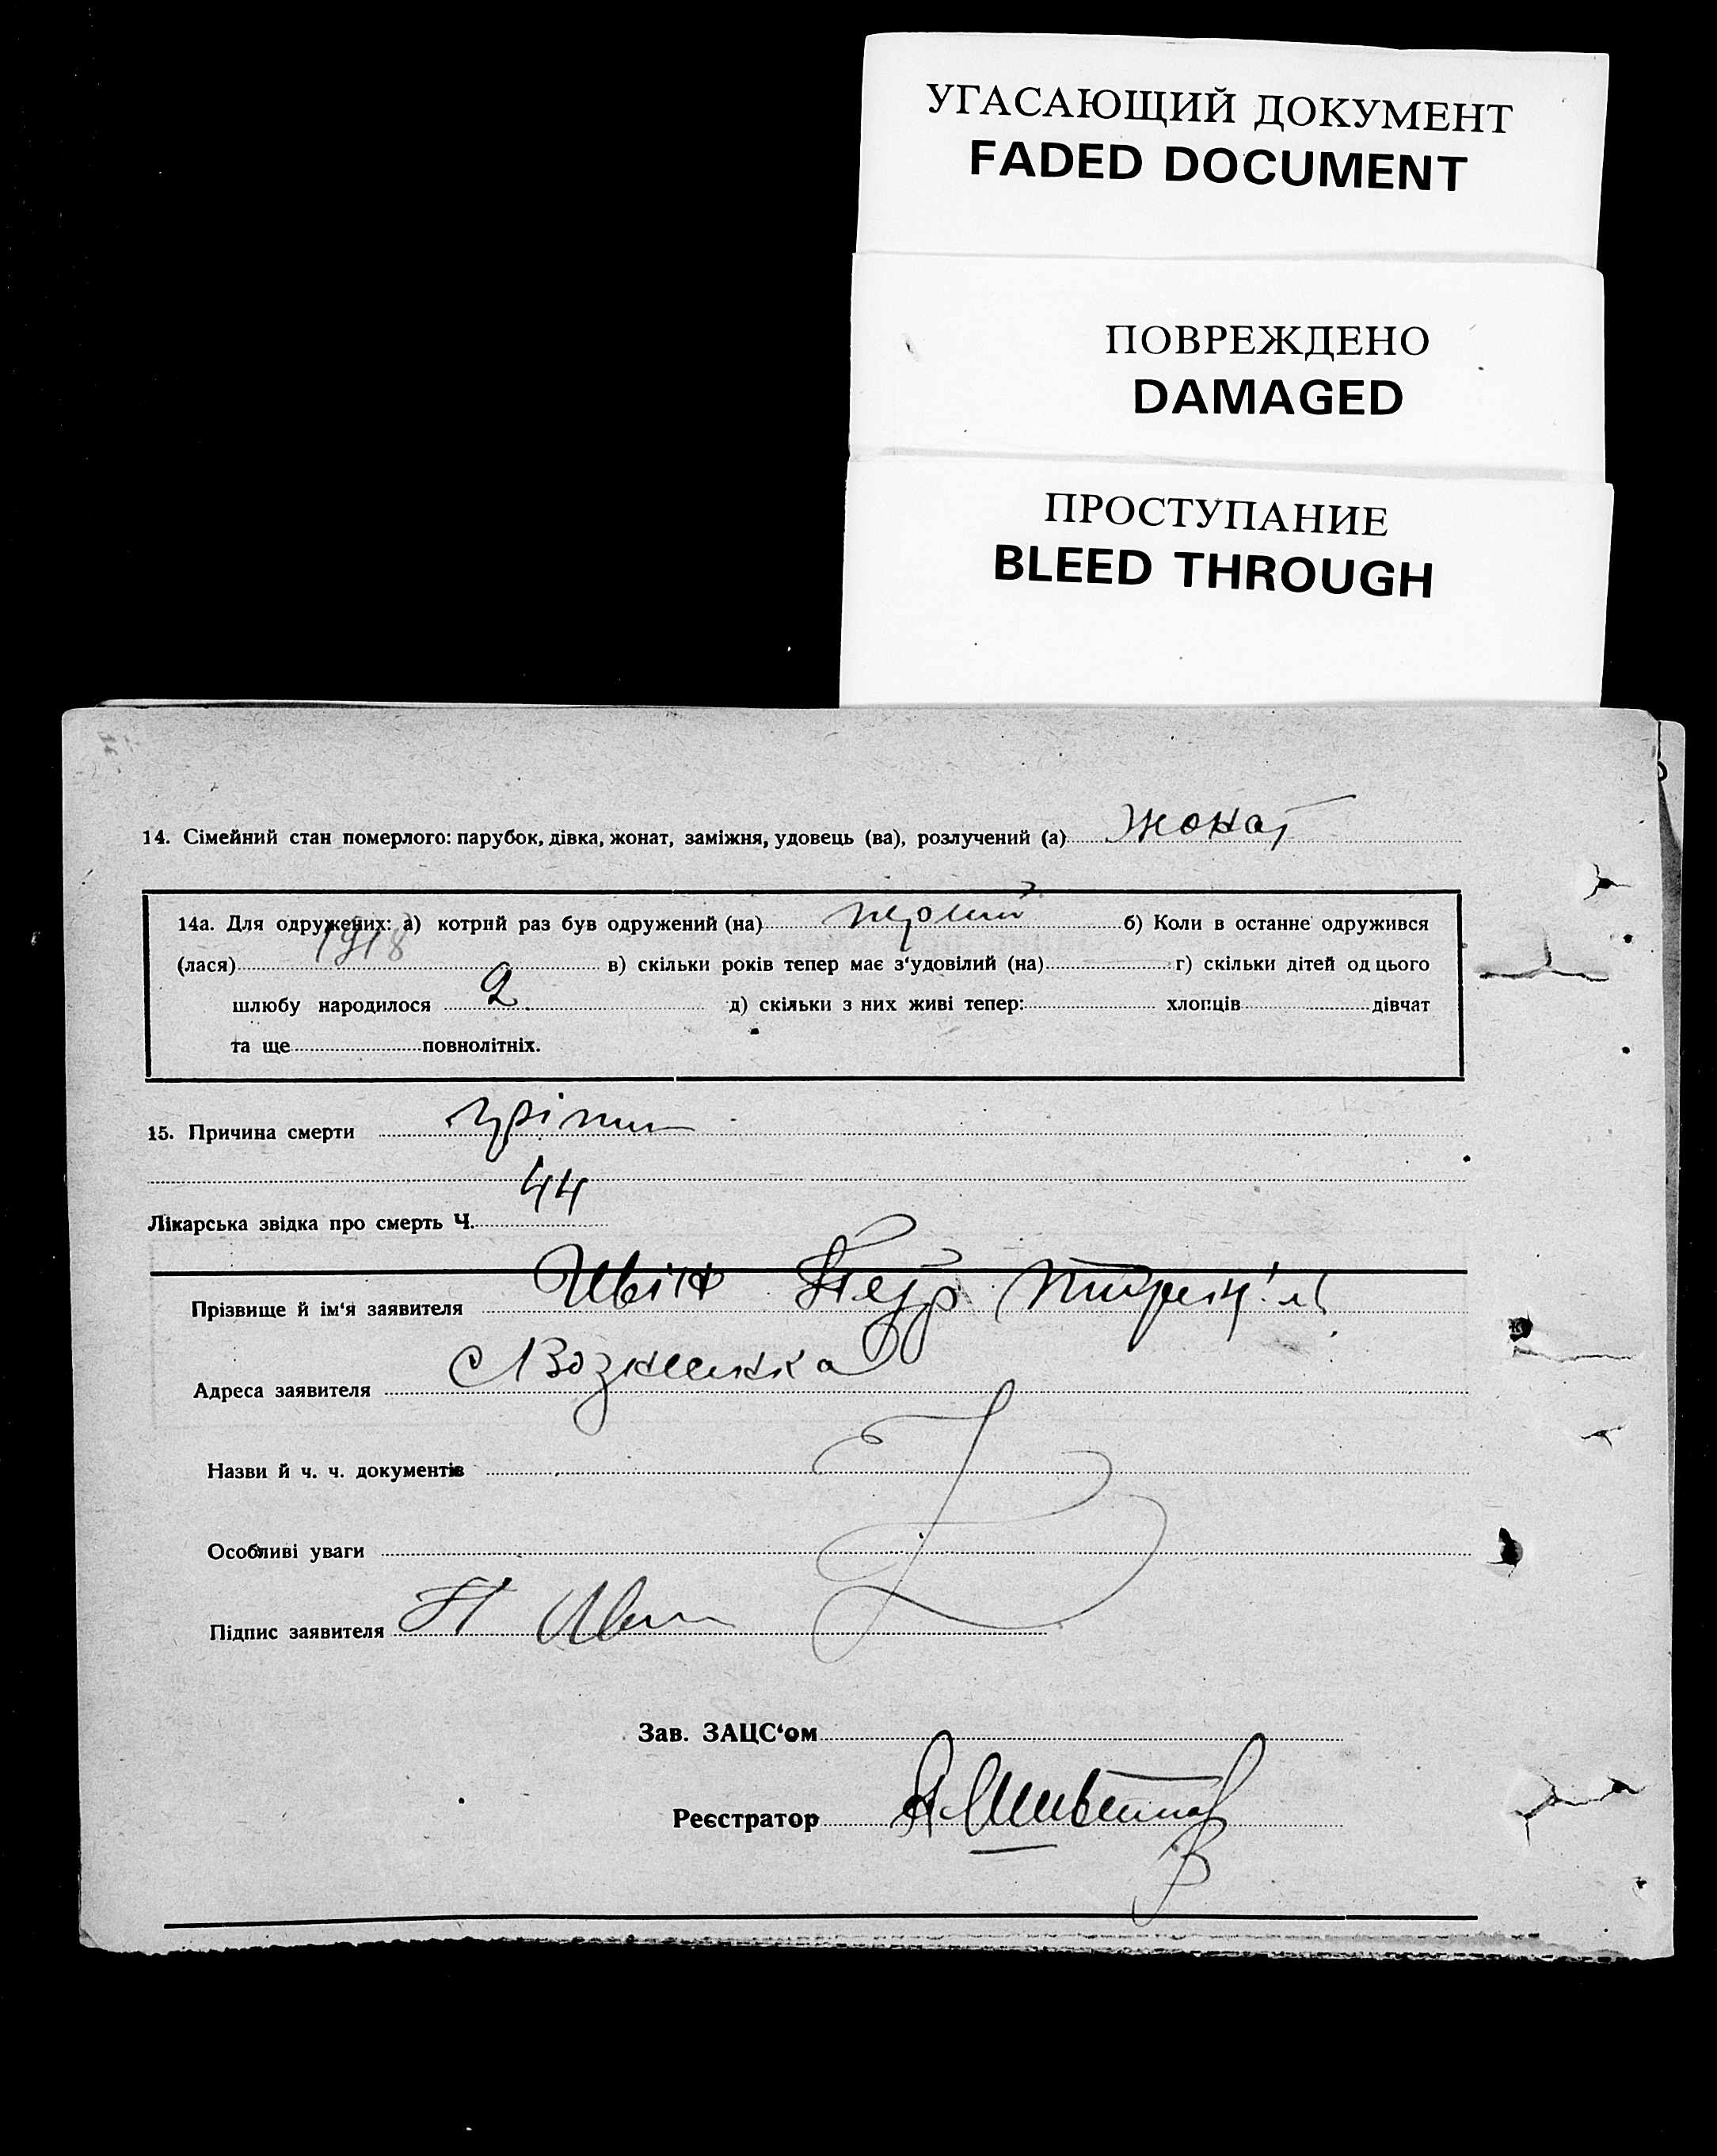 УГАСАЮЩИЙ ДОКУМЕНТ
FADED DOCUMENT
ПОВРЕЖДЕНО
DAMAGED
ПРОСТУПАНИЕ
BLEED THROUGH
14. Сімейний стан померлого: парубок, дівка, жонат, заміжня, удовець (ва), розлучений (а) жонат
14а. Для одружених: а) котрий раз був одружений (на) б) Коли в останнє одружився
(лася) 1918 в) скільки років тепер має з'удовілий (на) г) скільки дітей од цього
шлюбу народилося 2 д) скільки з них живі тепер: хлопців дівчат
та ще повнолітніх.
15. Причина смерти
44
Лікарська звідка про смерть Ч.
Прізвище й ім'я заявителя
Адреса заявителя
Назви й ч. ч. документів
Особливі уваги
Підпис заявителя
Зав. ЗАЦС'ом
Реєстратор